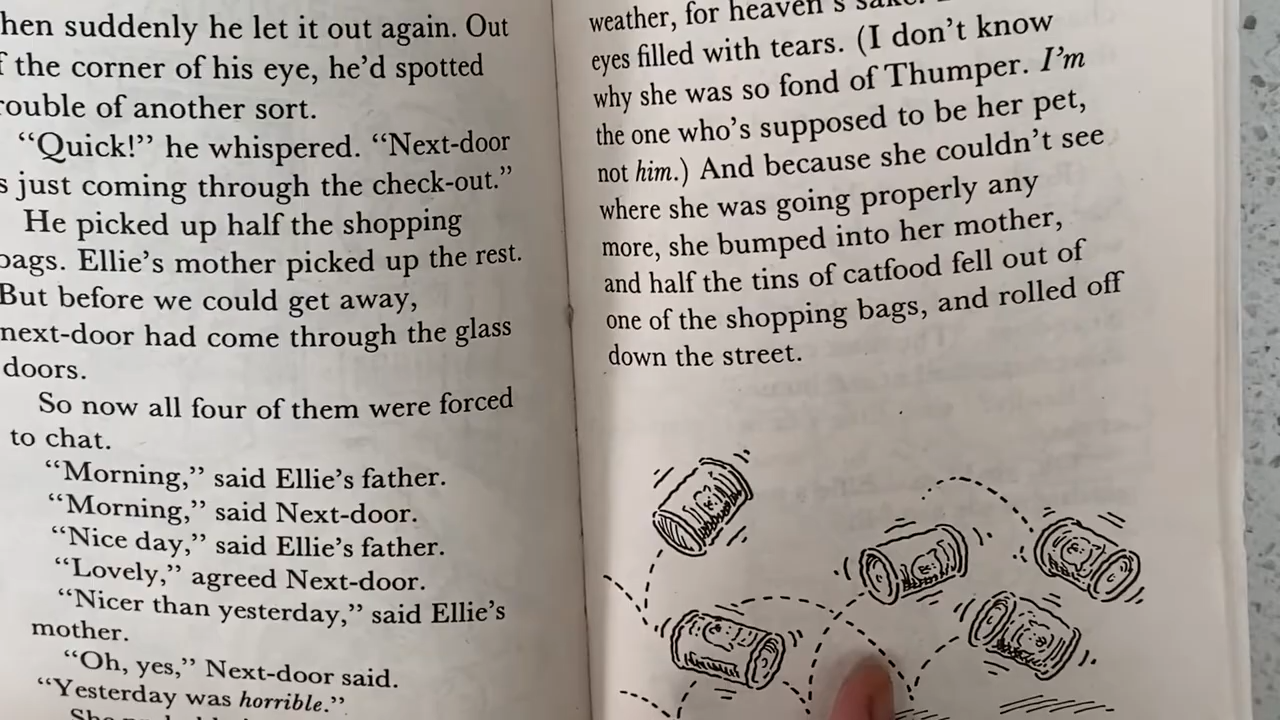 hen suddenly he let it out again. Out
f the corner of his eye, he'd spotted
rouble of another sort.
“Quick!” he whispered. “Next-door
s just coming through the check-out.”
He picked up half the shopping
bags. Ellie's mother picked up the rest.
But before we could get away,
next-door had come through the glass
doors.
So now all four of them were forced
to chat.
“Morning,” said Ellie's father.
“Morning,” said Next-door.
“Nice day,” said Ellie's father.
“Lovely,” agreed Next-door.
“Nicer than yesterday,” said Ellie's
mother.
“Oh, yes,” Next-door said.
“Yesterday was horrible.”
weather, for heaven's sake.
eyes filled with tears. (I don't know
why she was so fond of Thumper. I'm
the one who's supposed to be her pet,
not him.) And because she couldn't see
where she was going properly any
more, she bumped into her mother,
and half the tins of catfood fell out of
one of the shopping bags, and rolled off
down the street.